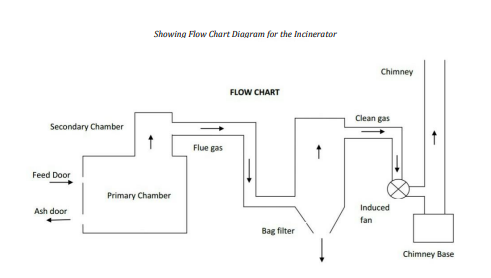 Showing Flow Chart Diagram for the Incinerator
Chimney
FLOW CHART
Clean gas
Secondary Chamber
Flue gas
Feed Door
Primary Chamber
Ash door
Induced
fan
Bag filter
Chimney Base